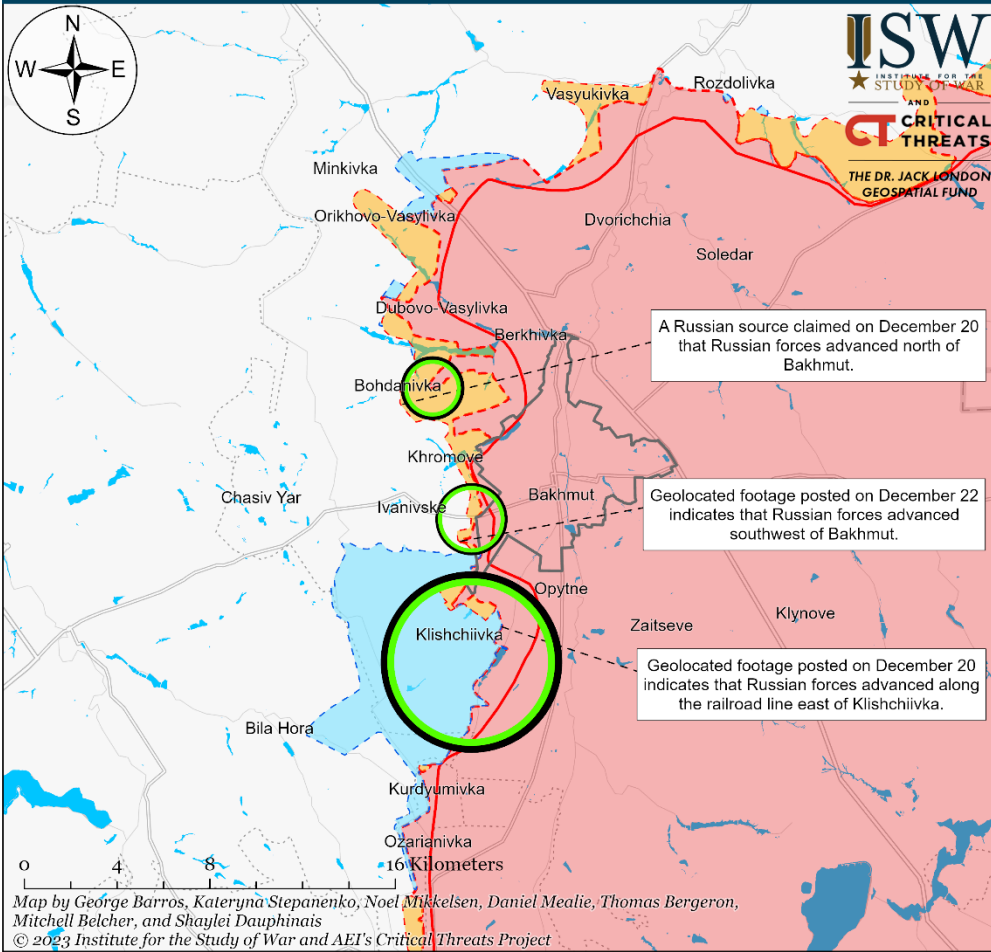 N
W E
S
ISW
INSTITUTE FOR THE
STUDY OF WAR
AND
CT CRITICAL
THREATS
THE DR. JACK LONDON
GEOSPATIAL FUND
Vasyukivka
Rozdolivka
Minkivka
Orikhovo-Vasylivka
Dvorichchia
Soledar
Dubovo-Vasylivka
Berkhivka
A Russian source claimed on December 20
that Russian forces advanced north of
Bakhmut.
Bohdanivka
Khromove
Chasiv Yar
Ivanivske
Bakhmut
Geolocated footage posted on December 22
indicates that Russian forces advanced
southwest of Bakhmut.
Opytne
Klishchiivka
Zaitseve
Klynove
Geolocated footage posted on December 20
indicates that Russian forces advanced along
the railroad line east of Klishchiivka.
Bila Hora
Kurdyumivka
Ozarianivka
0 4 8 16 Kilometers
Map by George Barros, Kateryna Stepanenko, Noel Mikkelsen, Daniel Mealie, Thomas Bergeron,
Mitchell Belcher, and Shaylei Dauphinais
© 2023 Institute for the Study of War and AEI's Critical Threats Project